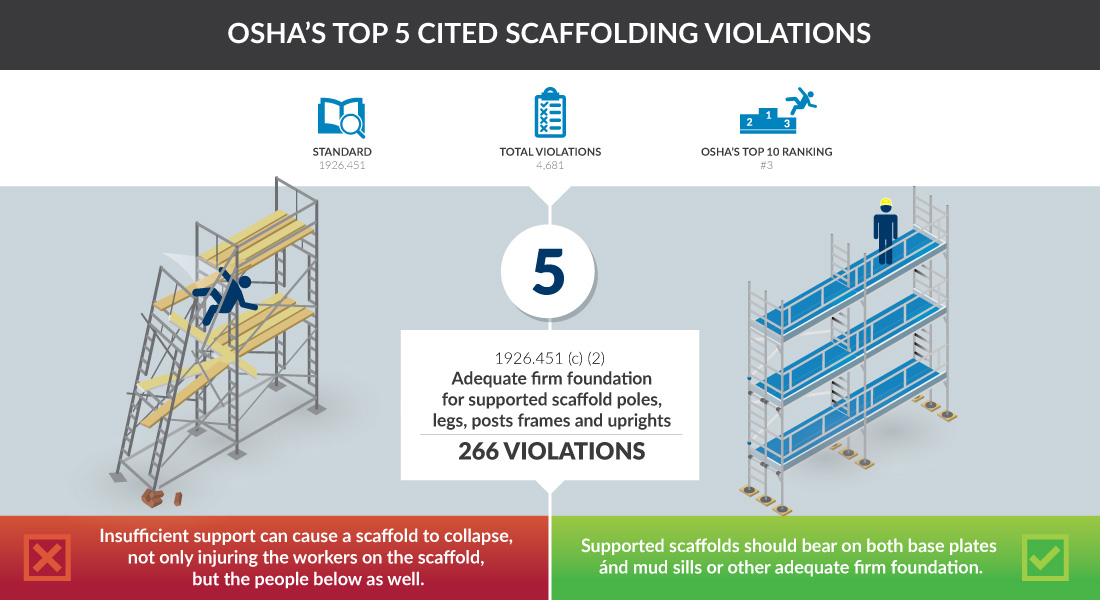 OSHA’S TOP 5 CITED SCAFFOLDING VIOLATIONS
2 1 3
STANDARD
1926.451
TOTAL VIOLATIONS
4,681
OSHA’S TOP 10 RANKING
#3
5
1926.451 (c) (2)
Adequate firm foundation
for supported scaffold poles,
legs, posts frames and uprights
266 VIOLATIONS
Insufficient support can cause a scaffold to collapse,
not only injuring the workers on the scaffold,
but the people below as well.
Supported scaffolds should bear on both base plates
ánd mud sills or other adequate firm foundation.